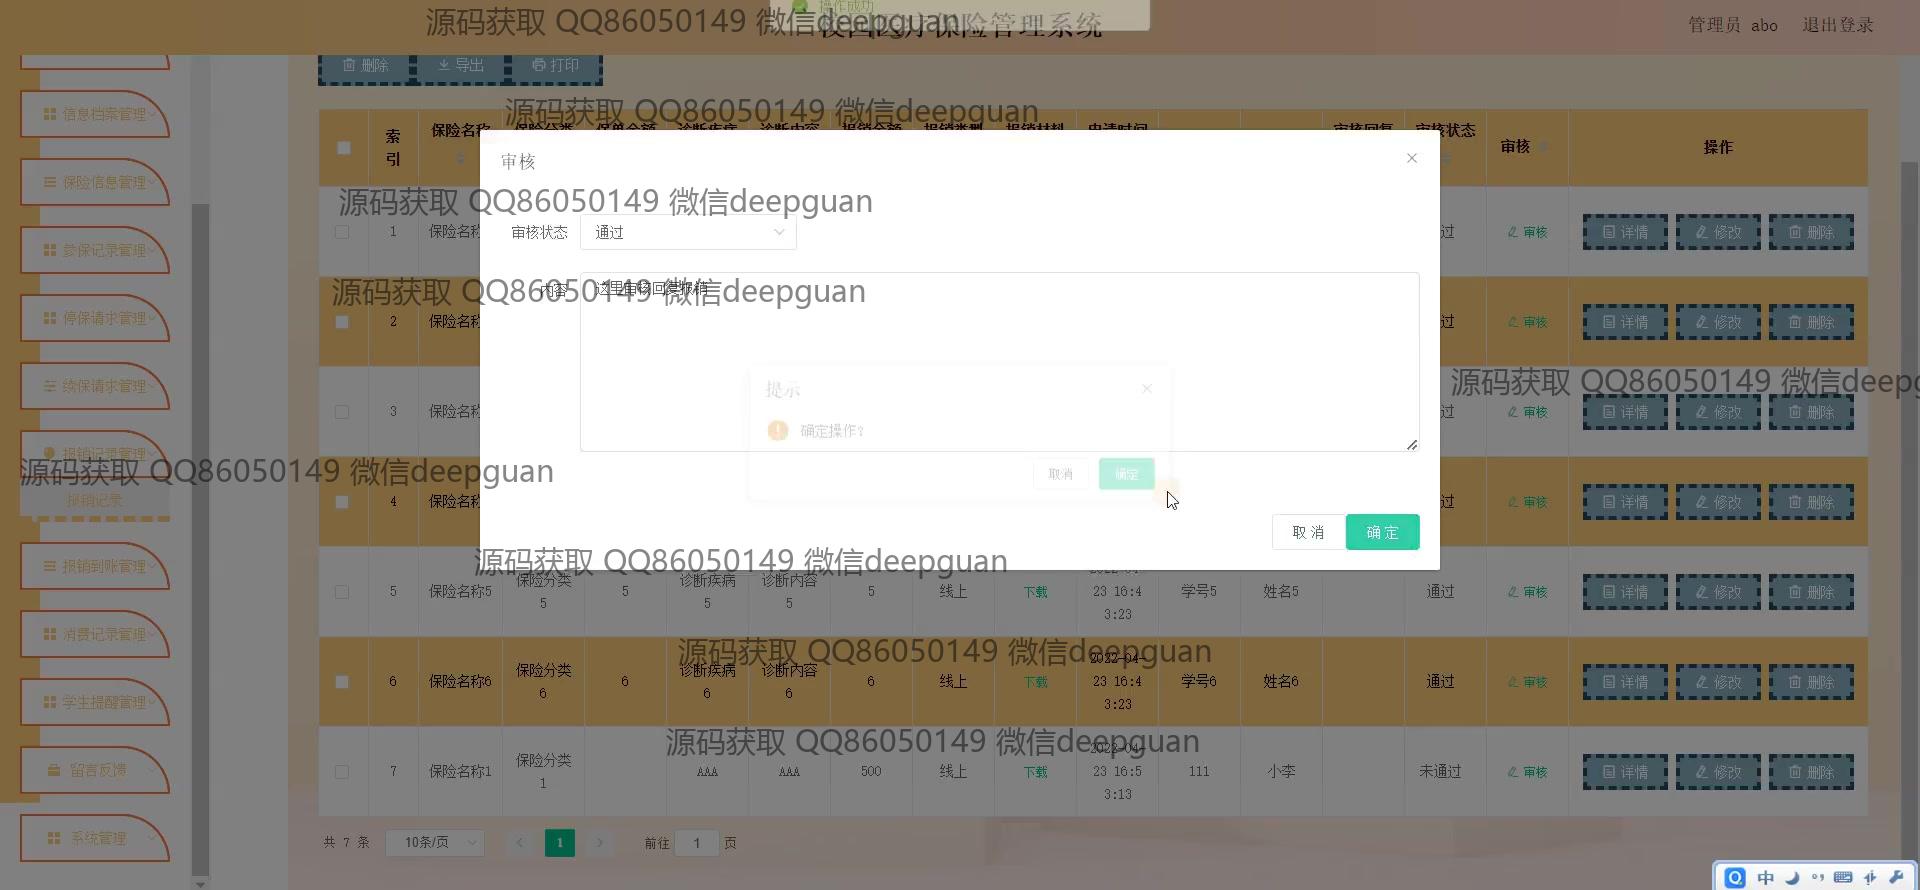 源码获取 QQ86050149 微信deepguan
操作成功
校园医疗保险管理系统
管理员 abo 退出登录
删除 导出 打印
信息档案管理
保险信息管理
参保记录管理
停保请求管理
续保请求管理
报销记录管理
报销记录
报销到账管理
消费记录管理
学生提醒管理
留言反馈
系统管理
源码获取 QQ86050149 微信deepguan
索引 保险名称 保险分类 诊断疾病 诊断内容 报销金额 报销类型 报销材料 申请时间 审核回复 审核状态 审核 操作
审核
源码获取 QQ86050149 微信deepguan
审核状态 通过
1 保险名称 过 审核 详情 修改 删除
内容 这里审核回复报销
源码获取 QQ86050149 微信deepguan
2 保险名称 过 审核 详情 修改 删除
提示
源码获取 QQ86050149 微信deepg
3 保险名称 过 审核 详情 修改 删除
确定操作?
取消 确定
源码获取 QQ86050149 微信deepguan
4 保险名称 过 审核 详情 修改 删除
取消 确定
源码获取 QQ86050149 微信deepguan
5 保险名称5 保险分类5 5 诊断疾病5 诊断内容5 5 线上 下载 23 16:43:23 学号5 姓名5 通过 审核 详情 修改 删除
源码获取 QQ86050149 微信deepguan
6 保险名称6 保险分类6 6 诊断疾病6 诊断内容6 6 线上 下载 2022-04-23 16:43:23 学号6 姓名6 通过 审核 详情 修改 删除
源码获取 QQ86050149 微信deepguan
7 保险名称1 保险分类1 AAA AAA 500 线上 下载 2022-04-23 16:53:13 111 小李 未通过 审核 详情 修改 删除
共 7 条 10条/页 1 前往 1 页
中